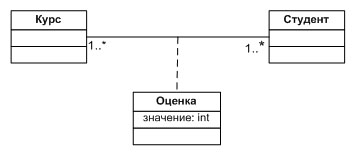 Курс
Студент
1..*
1..*
Оценка
значение: int